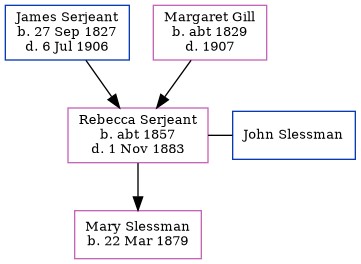 James Serjeant
b. 27 Sep 1827
d. 6 Jul 1906
Margaret Gill
b. abt 1829
d. 1907
Rebecca Serjeant
b. abt 1857
d. 1 Nov 1883
John Slessman
Mary Slessman
b. 22 Mar 1879